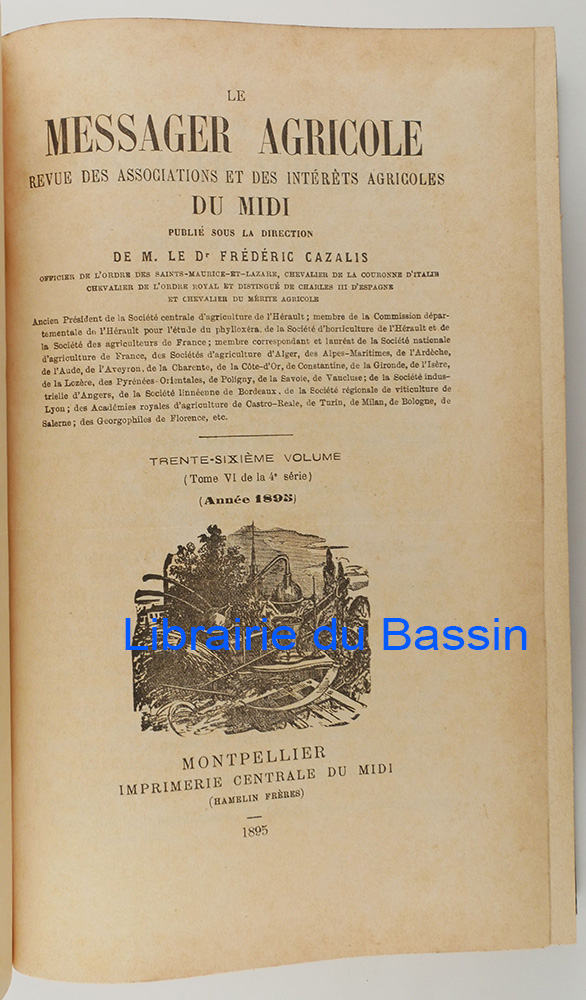 LE
MESSAGER AGRICOLE
REVUE DES ASSOCIATIONS ET DES INTÉRÊTS AGRICOLES
DU MIDI
PUBLIÉ SOUS LA DIRECTION
DE M. LE Dr FRÉDÉRIC CAZALIS
OFFICIER DE L'ORDRE DES SAINTS-MAURICE-ET-LAZARE, CHEVALIER DE LA COURONNE D'ITALIE
CHEVALIER DE L'ORDRE ROYAL ET DISTINGUÉ DE CHARLES III D'ESPAGNE
ET CHEVALIER DU MÉRITE AGRICOLE
Ancien Président de la Société centrale d'agriculture de l'Hérault ; membre de la Commission dépar-
tementale de l'Hérault pour l'étude du phylloxéra, de la Société d'horticulture de l'Hérault et de
la Société des agriculteurs de France ; membre correspondant et lauréat de la Société nationale
d'agriculture de France, des Sociétés d'agriculture d'Alger, des Alpes-Maritimes, de l'Ardèche,
de l'Aude, de l'Aveyron, de la Charente, de la Côte-d'Or, de Constantine, de la Gironde, de l'Isère,
de la Lozère, des Pyrénées-Orientales, de Poligny, de la Savoie, de Vaucluse ; de la Société indus-
trielle d'Angers, de la Société linnéenne de Bordeaux, de la Société régionale de viticulture de
Lyon ; des Académies royales d'agriculture de Castro-Reale, de Turin, de Milan, de Bologne, de
Salerne ; des Georgophiles de Florence, etc.
TRENTE-SIXIÈME VOLUME
(Tome VI de la 4e série)
(Année 1895)
Librairie du Bassin
MONTPELLIER
IMPRIMERIE CENTRALE DU MIDI
(HAMELIN FRÈRES)
1895